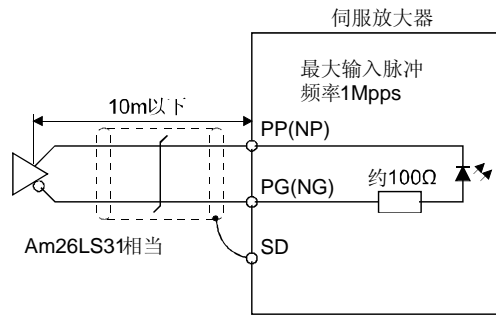 伺服放大器
最大输入脉冲
频率1Mpps
10m以下
PP(NP)
约100Ω
PG(NG)
Am26LS31相当
SD